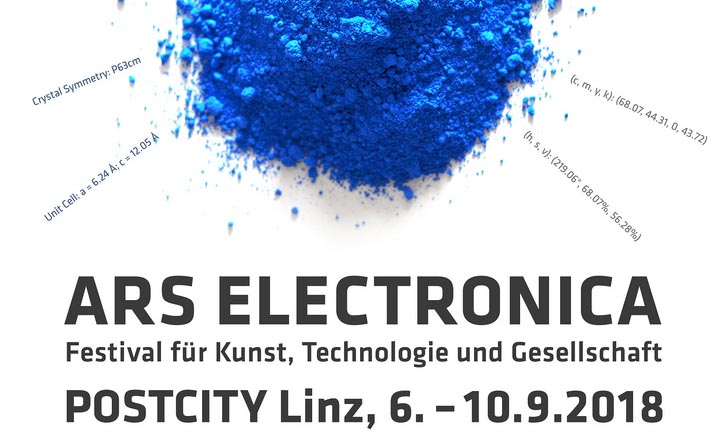 Crystal Symmetry: P63cm
(c, m, y, k): (68.07, 44.31, 0, 43.72)
Unit Cell: a = 6.24 Å; c = 12.05 Å
(h, s, v): (219.06°, 68.07%, 56.28%)
ARS ELECTRONICA
Festival für Kunst, Technologie und Gesellschaft
POSTCITY Linz, 6. – 10.9.2018